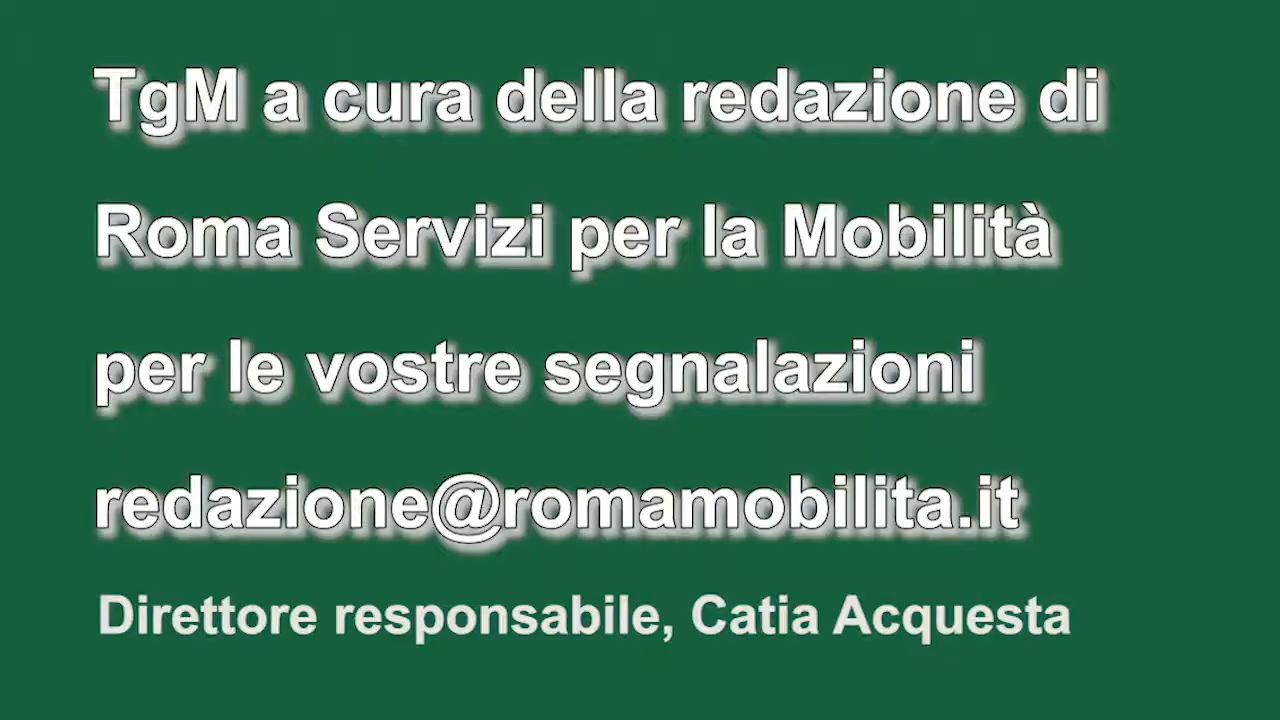 TgM a cura della redazione di
Roma Servizi per la Mobilità
per le vostre segnalazioni
redazione@romamobilita.it
Direttore responsabile, Catia Acquesta